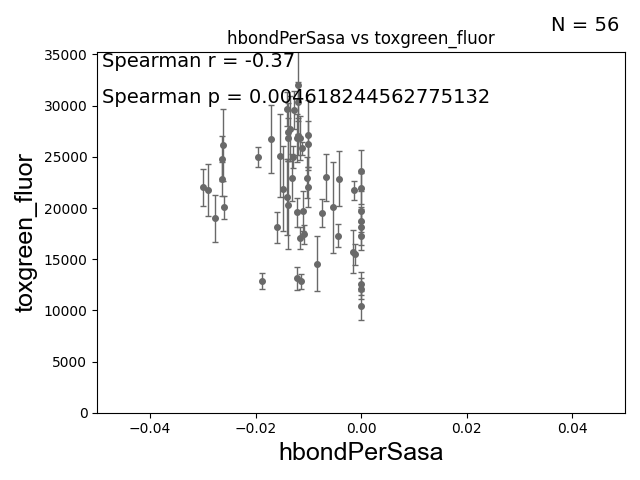 N = 56
hbondPerSasa vs toxgreen_fluor
Spearman r = -0.37
Spearman p = 0.004618244562775132
35000
30000
25000
20000
15000
10000
5000
0
toxgreen_fluor
−0.04
−0.02
0.00
0.02
0.04
hbondPerSasa